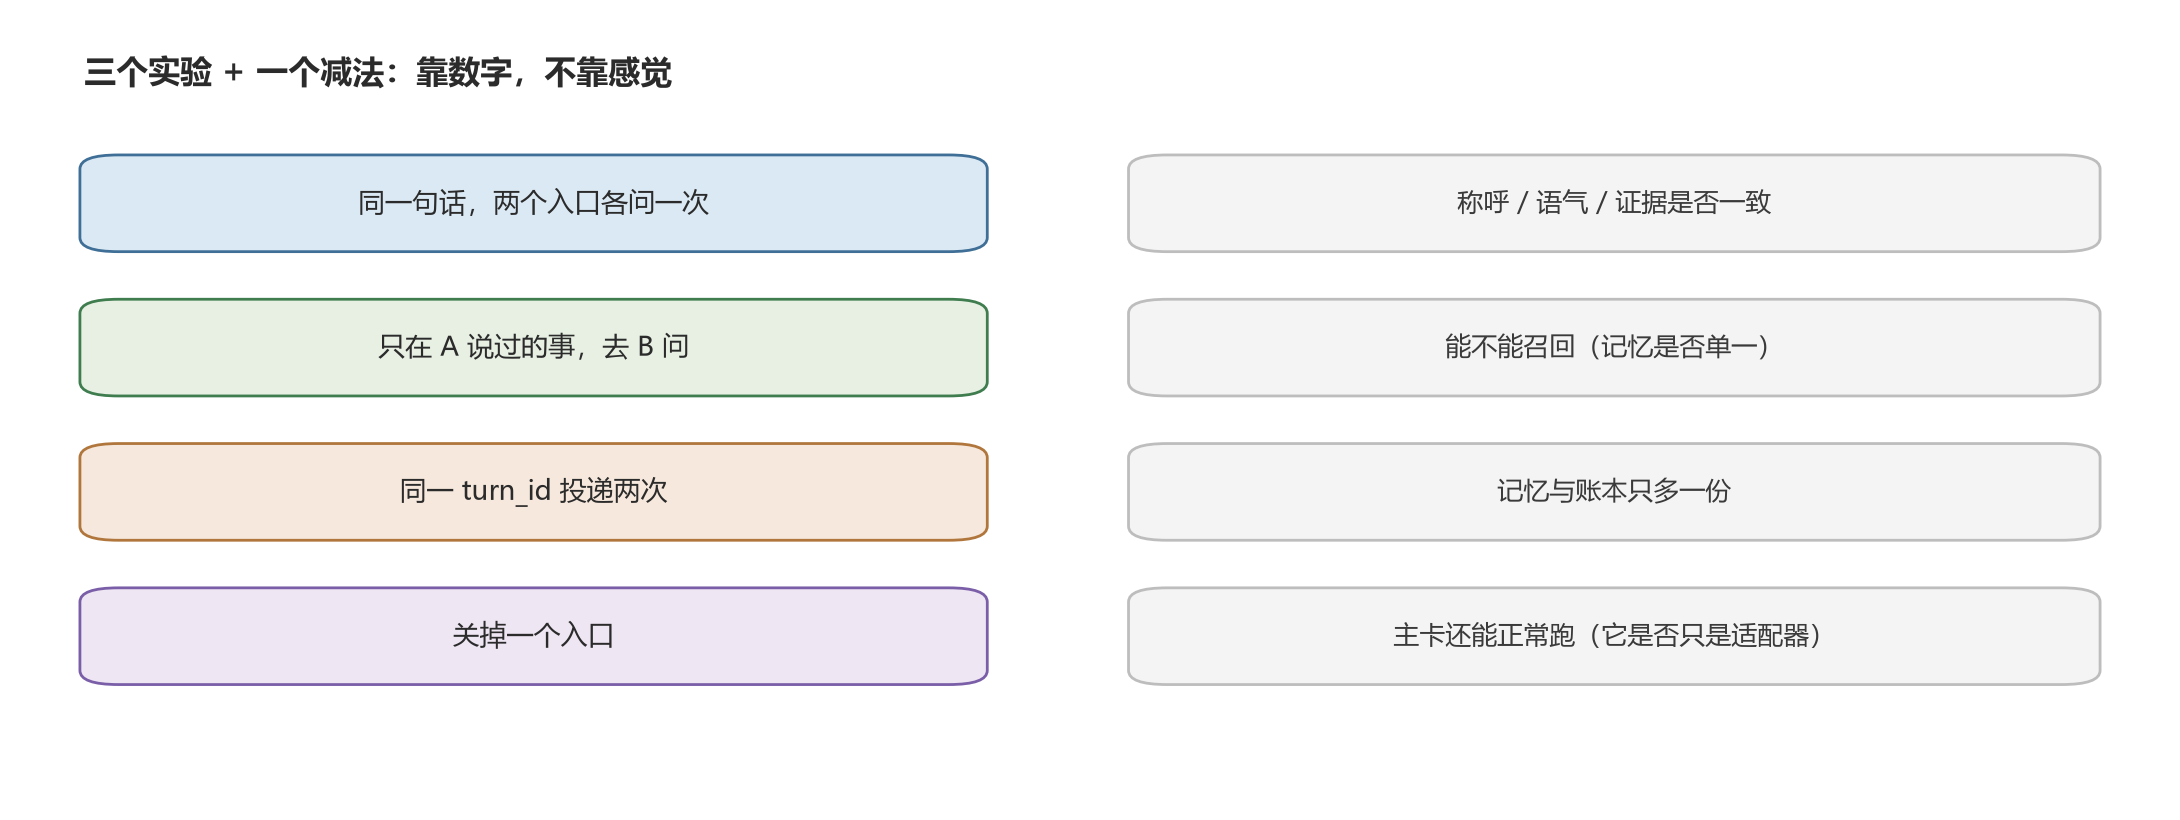 三个实验 + 一个减法：靠数字，不靠感觉
同一句话，两个入口各问一次
称呼 / 语气 / 证据是否一致
只在 A 说过的事，去 B 问
能不能召回（记忆是否单一）
同一 turn_id 投递两次
记忆与账本只多一份
关掉一个入口
主卡还能正常跑（它是否只是适配器）